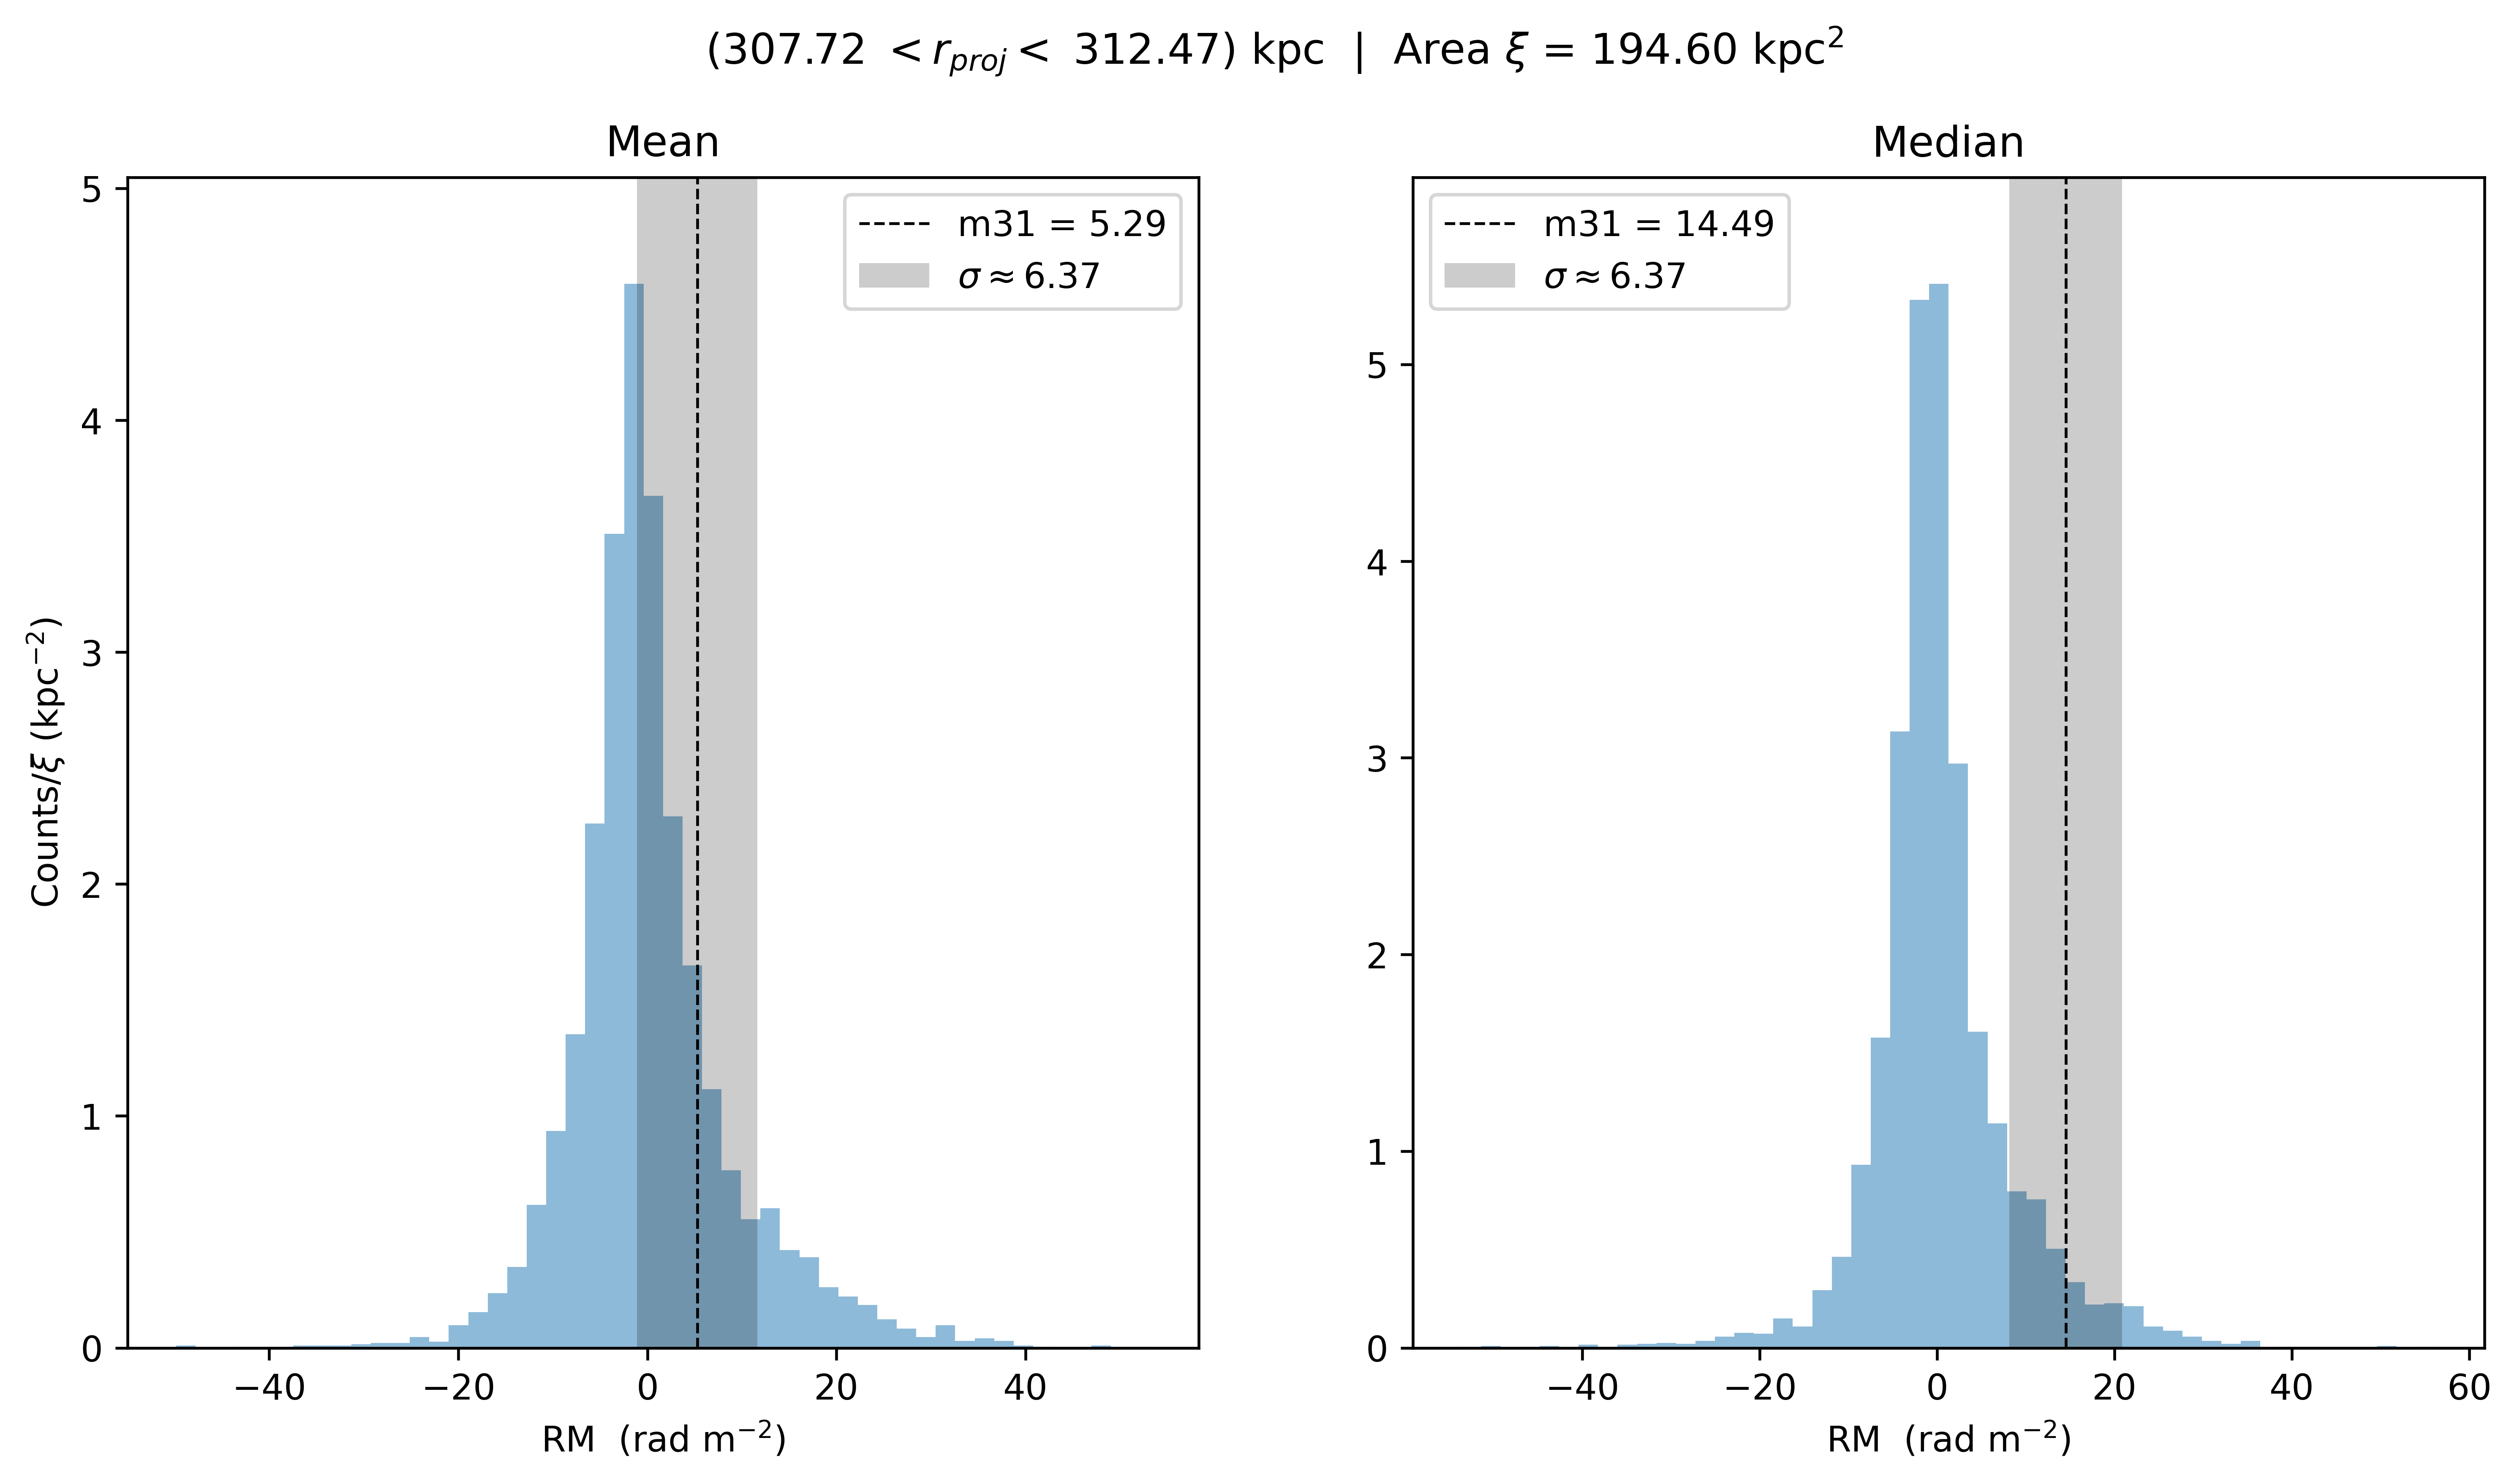 (307.72 < r_proj < 312.47) kpc | Area ξ = 194.60 kpc²
Mean
m31 = 5.29
σ ≈ 6.37
Counts/ξ (kpc⁻²)
5
4
3
2
1
0
−40 −20 0 20 40
RM (rad m⁻²)
Median
m31 = 14.49
σ ≈ 6.37
5
4
3
2
1
0
−40 −20 0 20 40 60
RM (rad m⁻²)